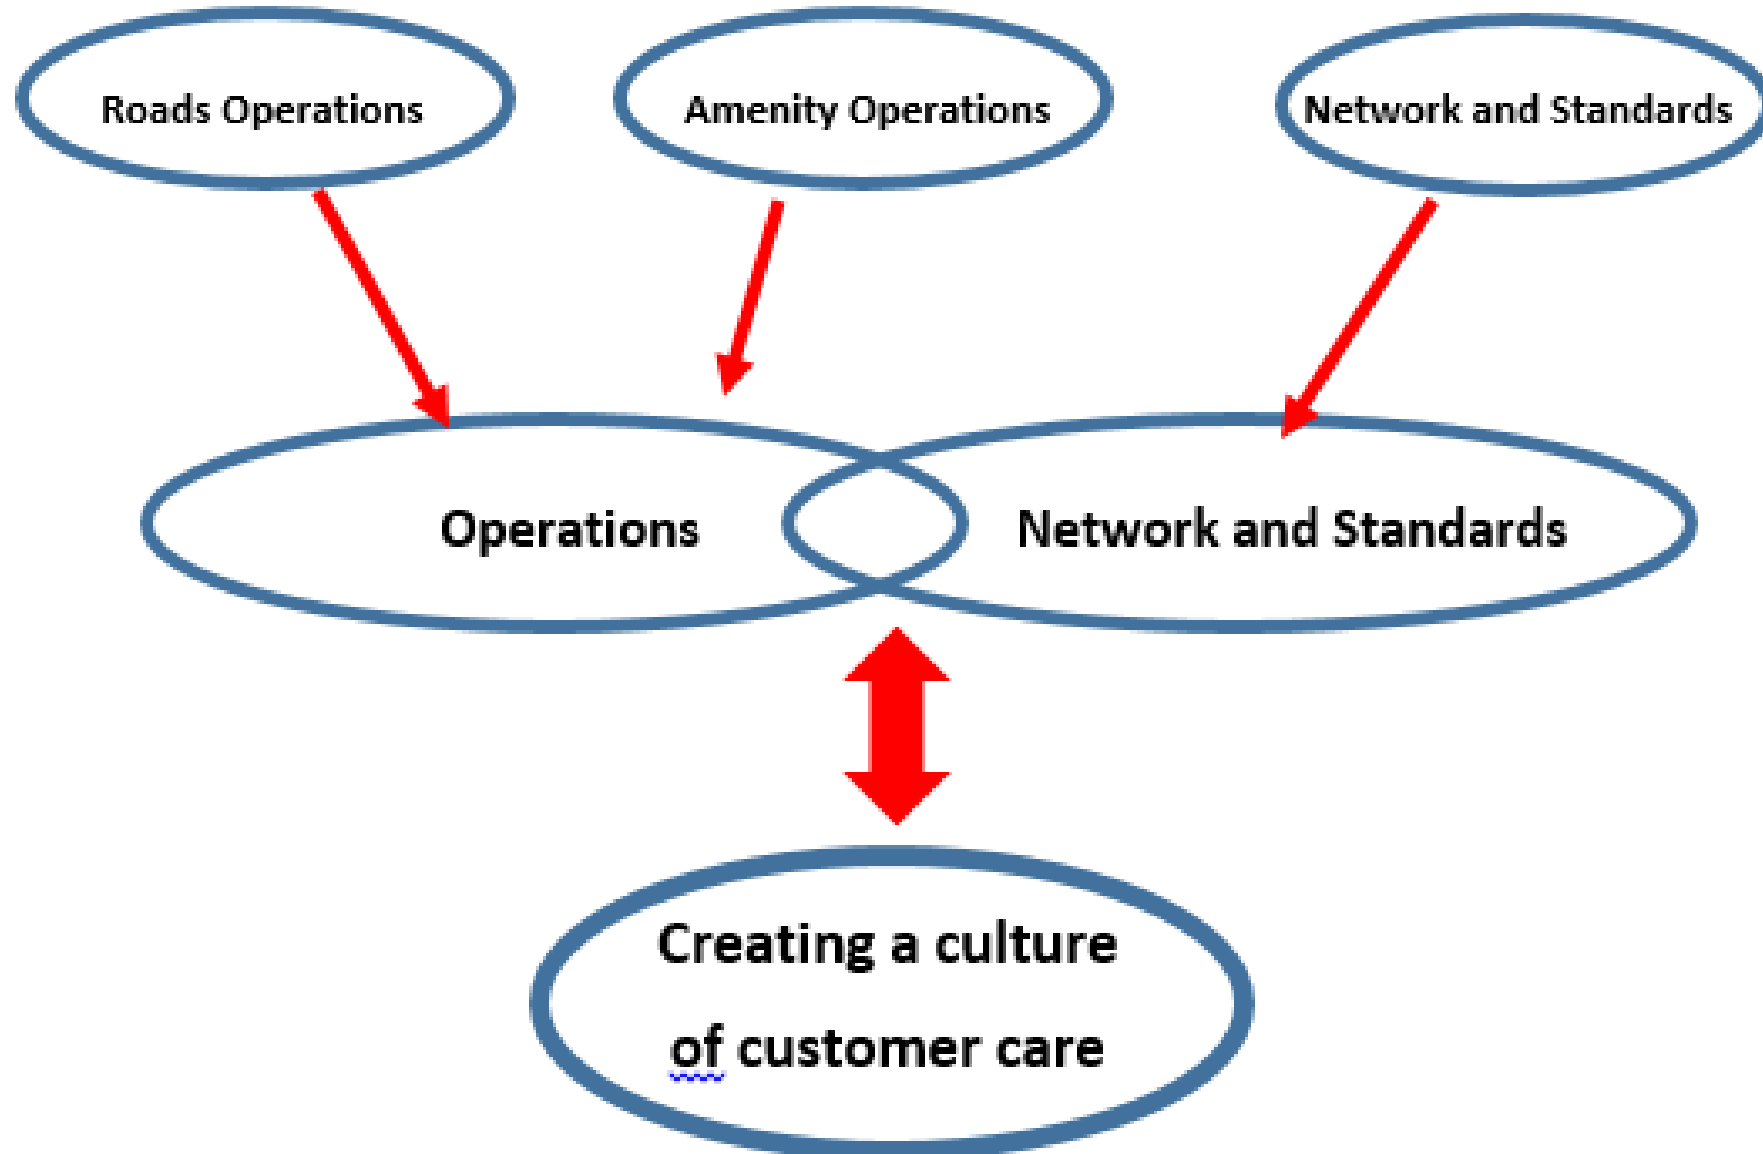 Roads Operations
Amenity Operations
Network and Standards
Operations
Network and Standards
Creating a culture
of customer care